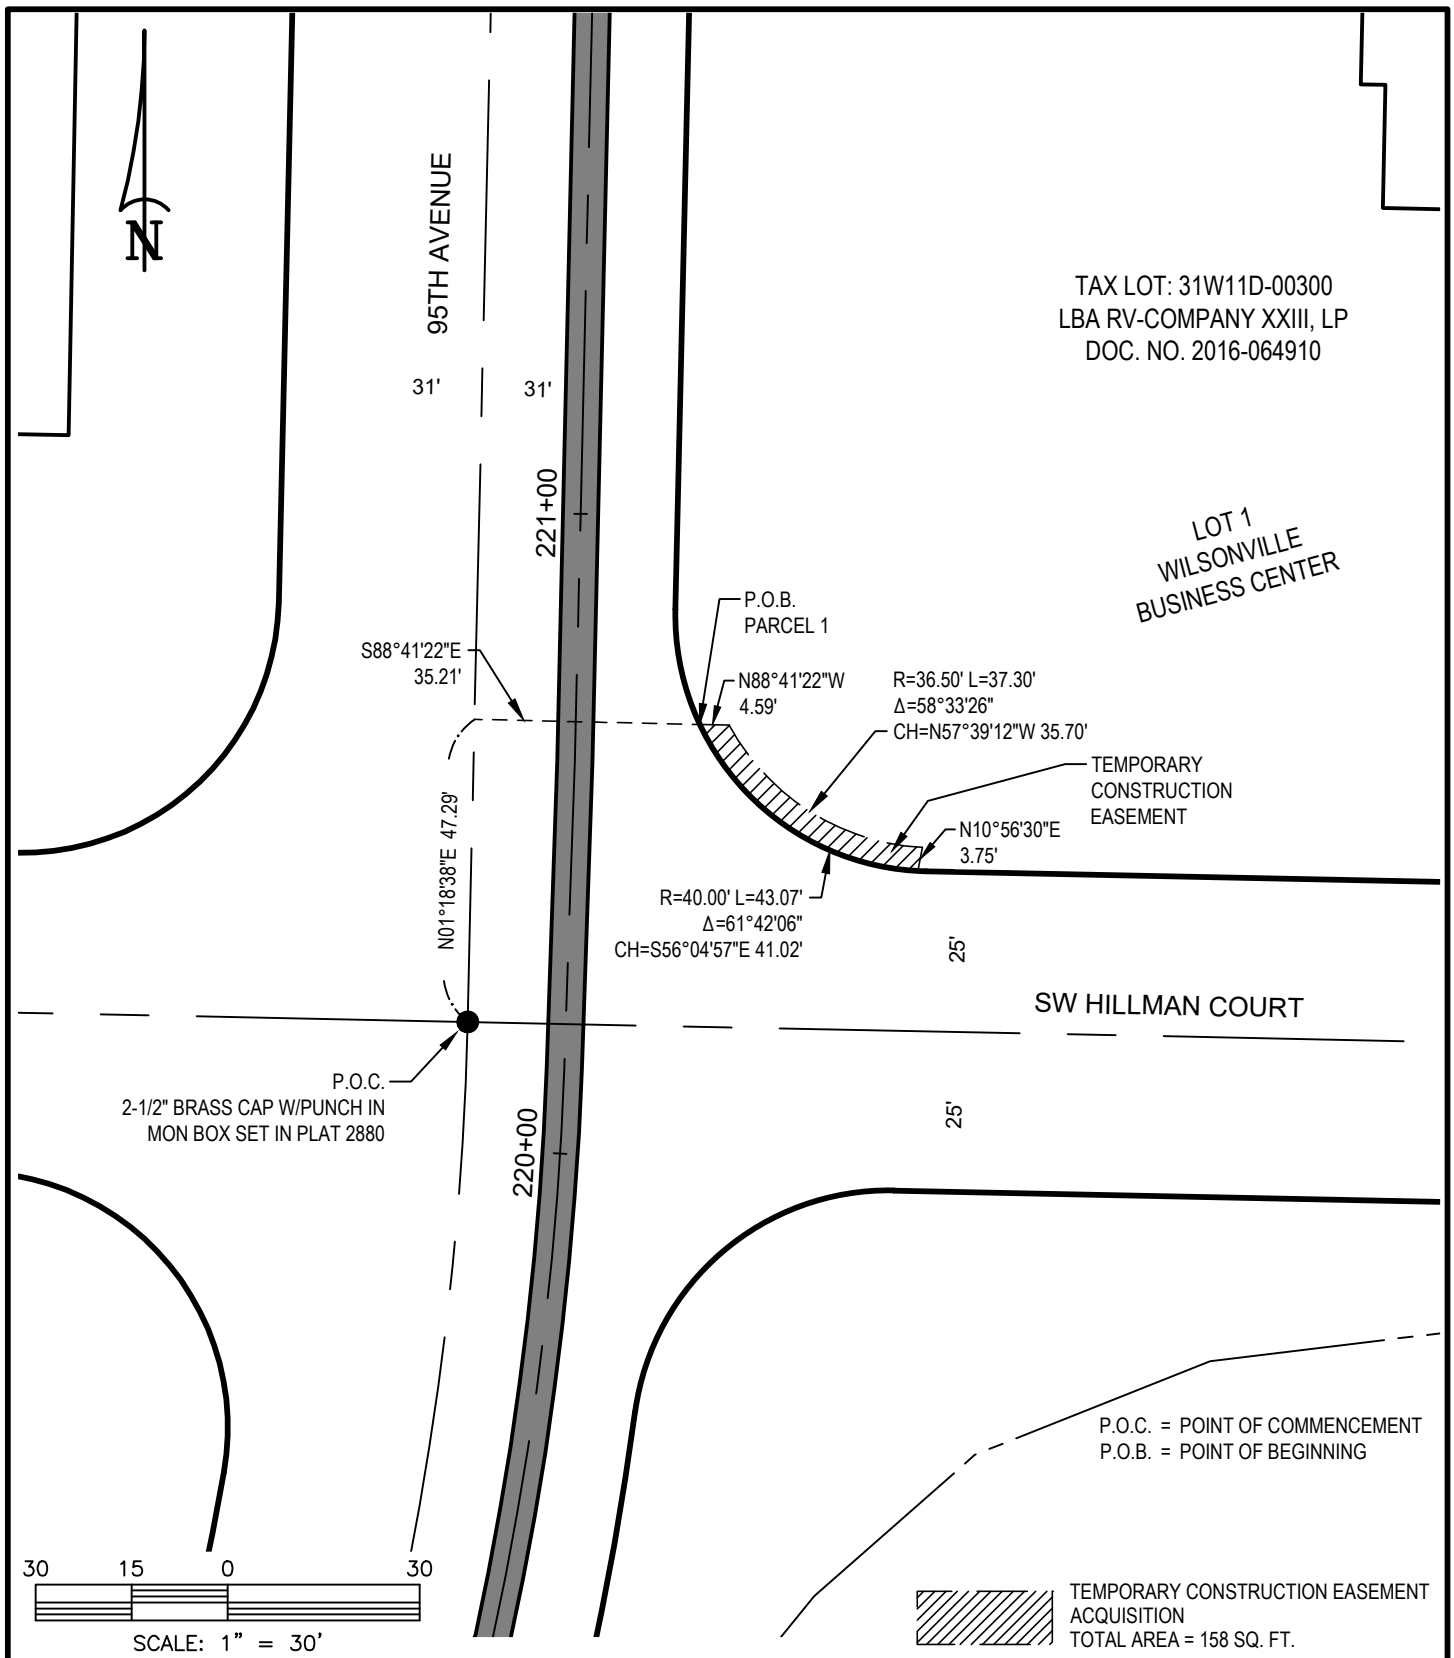 N
95TH AVENUE
31'
31'
TAX LOT: 31W11D-00300
LBA RV-COMPANY XXIII, LP
DOC. NO. 2016-064910
221+00
LOT 1
WILSONVILLE
BUSINESS CENTER
P.O.B.
PARCEL 1
S88°41'22"E
35.21'
N88°41'22"W
4.59'
R=36.50' L=37.30'
Δ=58°33'26"
CH=N57°39'12"W 35.70'
TEMPORARY
CONSTRUCTION
EASEMENT
N01°18'38"E 47.29'
N10°56'30"E
3.75'
R=40.00' L=43.07'
Δ=61°42'06"
CH=S56°04'57"E 41.02'
25'
SW HILLMAN COURT
25'
P.O.C.
2-1/2" BRASS CAP W/PUNCH IN
MON BOX SET IN PLAT 2880
220+00
P.O.C. = POINT OF COMMENCEMENT
P.O.B. = POINT OF BEGINNING
30 15 0 30
SCALE: 1" = 30'
TEMPORARY CONSTRUCTION EASEMENT
ACQUISITION
TOTAL AREA = 158 SQ. FT.